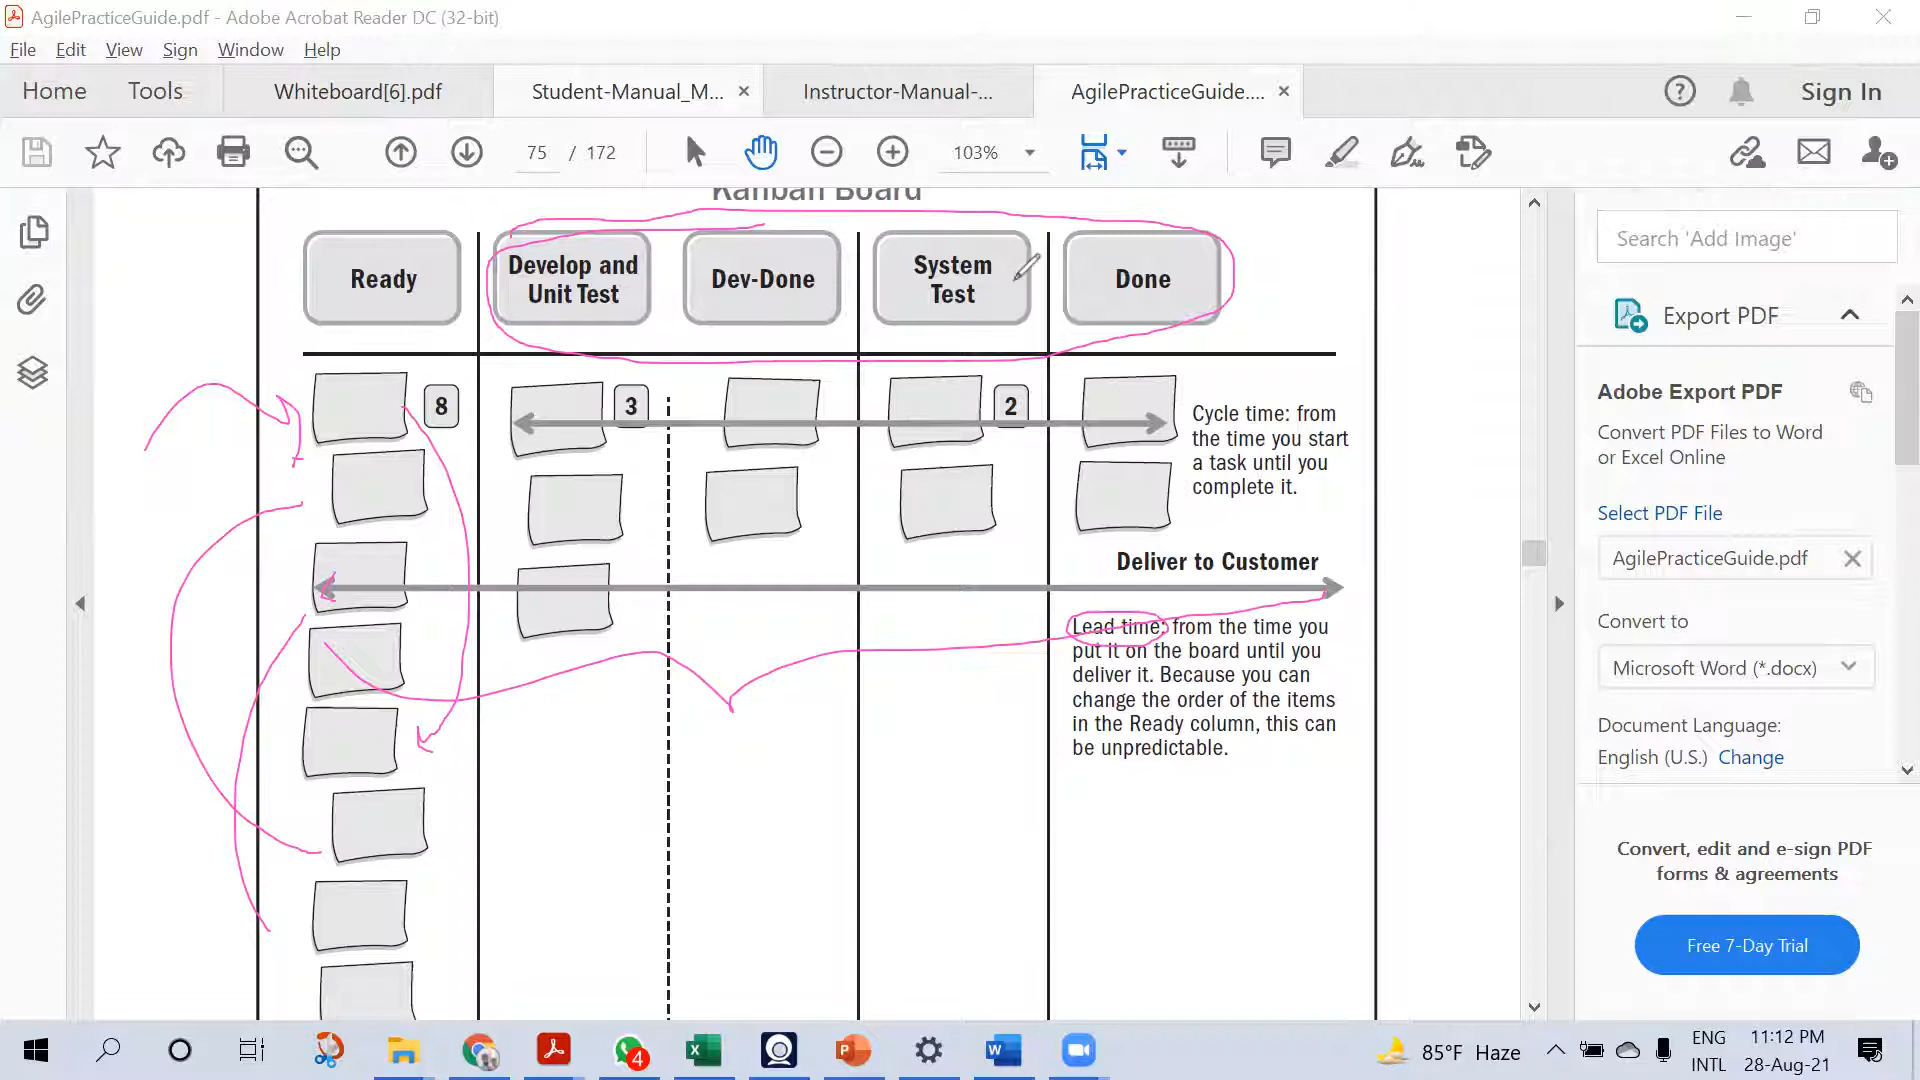 AgilePracticeGuide.pdf - Adobe Acrobat Reader DC (32-bit)
File Edit View Sign Window Help
Home Tools Whiteboard[6].pdf Student-Manual_M... × Instructor-Manual-... AgilePracticeGuide.... × Sign In
75 / 172 103%
Kanban Board
Ready
Develop and
Unit Test
Dev-Done
System
Test
Done
8
3
2
Cycle time: from
the time you start
a task until you
complete it.
Deliver to Customer
Lead time: from the time you
put it on the board until you
deliver it. Because you can
change the order of the items
in the Ready column, this can
be unpredictable.
Search 'Add Image'
Export PDF
Adobe Export PDF
Convert PDF Files to Word
or Excel Online
Select PDF File
AgilePracticeGuide.pdf
Convert to
Microsoft Word (*.docx)
Document Language:
English (U.S.) Change
Convert, edit and e-sign PDF
forms & agreements
Free 7-Day Trial
4
85°F Haze
ENG
INTL
11:12 PM
28-Aug-21